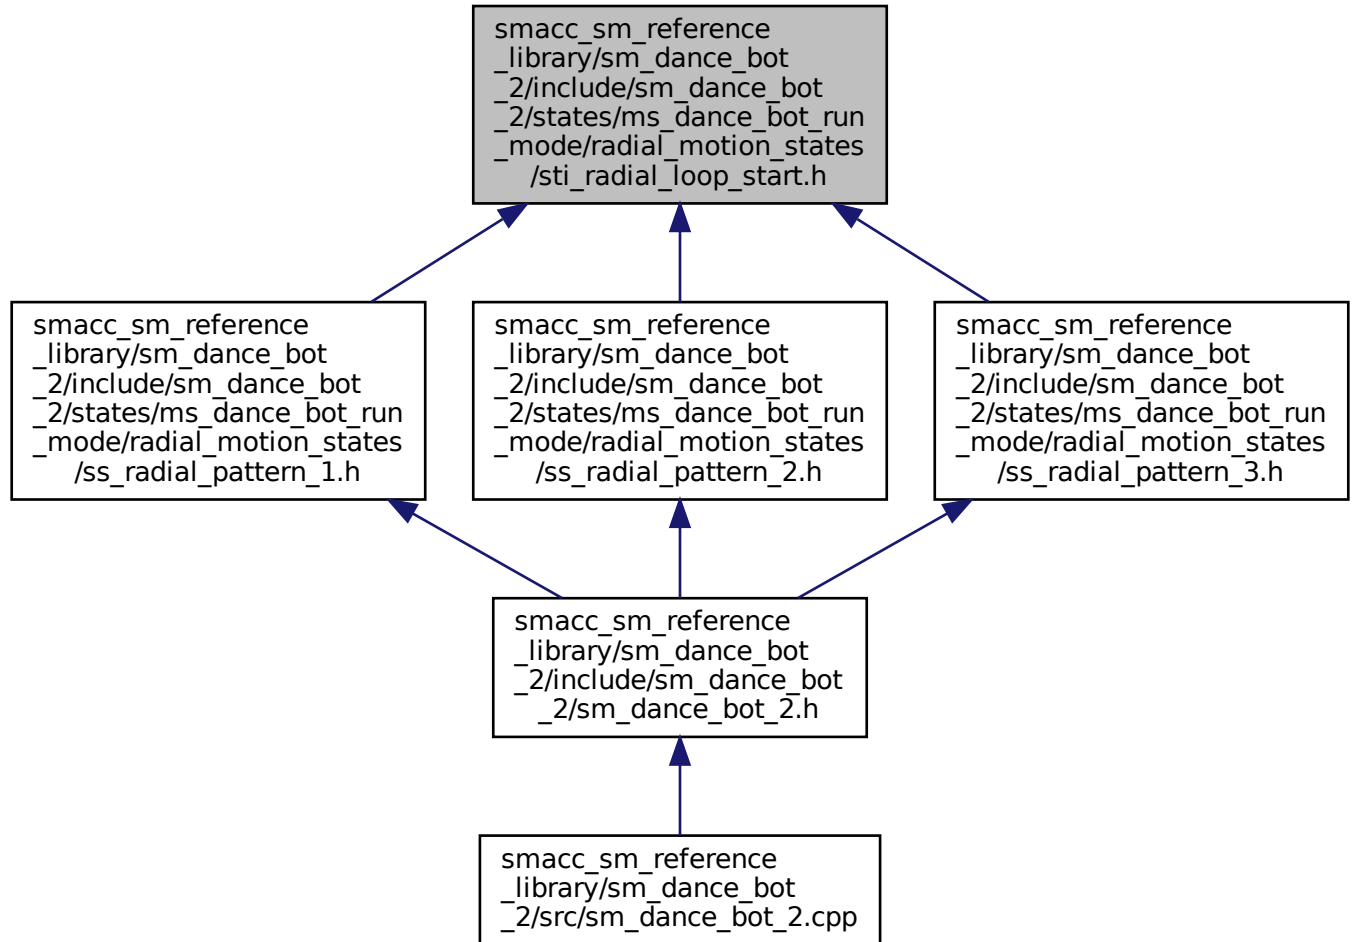 smacc_sm_reference
_library/sm_dance_bot
_2/include/sm_dance_bot
_2/states/ms_dance_bot_run
_mode/radial_motion_states
/sti_radial_loop_start.h
smacc_sm_reference
_library/sm_dance_bot
_2/include/sm_dance_bot
_2/states/ms_dance_bot_run
_mode/radial_motion_states
/ss_radial_pattern_1.h
smacc_sm_reference
_library/sm_dance_bot
_2/include/sm_dance_bot
_2/states/ms_dance_bot_run
_mode/radial_motion_states
/ss_radial_pattern_2.h
smacc_sm_reference
_library/sm_dance_bot
_2/include/sm_dance_bot
_2/states/ms_dance_bot_run
_mode/radial_motion_states
/ss_radial_pattern_3.h
smacc_sm_reference
_library/sm_dance_bot
_2/include/sm_dance_bot
_2/sm_dance_bot_2.h
smacc_sm_reference
_library/sm_dance_bot
_2/src/sm_dance_bot_2.cpp